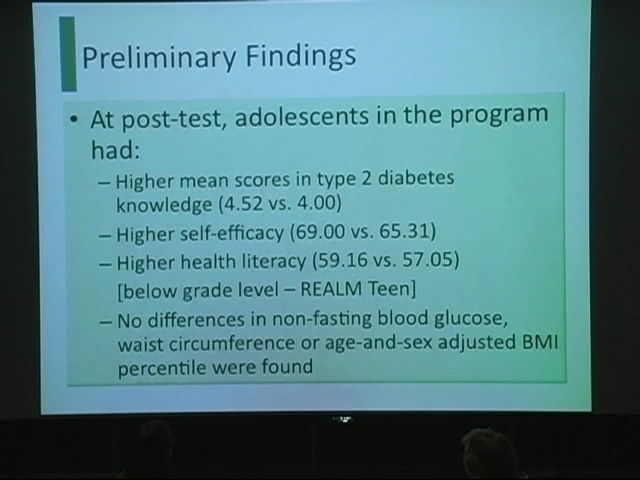 Preliminary Findings
• At post-test, adolescents in the program
had:
– Higher mean scores in type 2 diabetes
knowledge (4.52 vs. 4.00)
– Higher self-efficacy (69.00 vs. 65.31)
– Higher health literacy (59.16 vs. 57.05)
[below grade level – REALM Teen]
– No differences in non-fasting blood glucose,
waist circumference or age-and-sex adjusted BMI
percentile were found